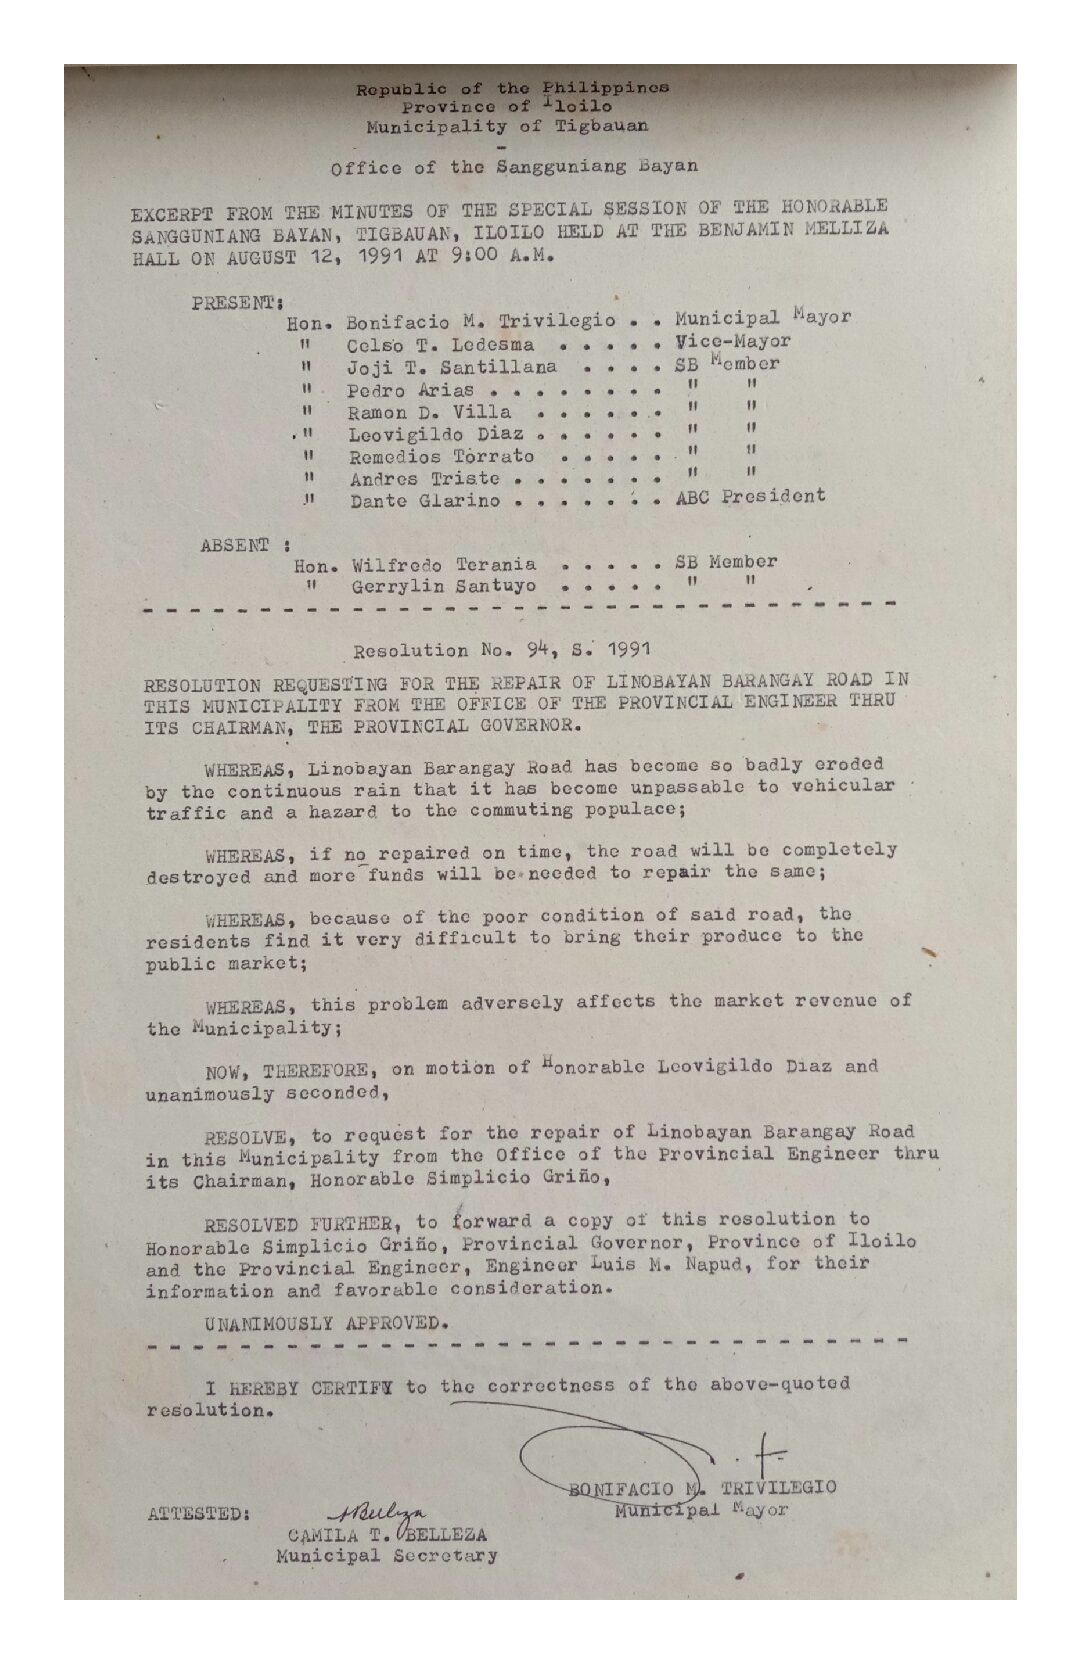 Republic of the Philippines
Province of Iloilo
Municipality of Tigbauan
-
Office of the Sangguniang Bayan
EXCERPT FROM THE MINUTES OF THE SPECIAL SESSION OF THE HONORABLE
SANGGUNIANG BAYAN, TIGBAUAN, ILOILO HELD AT THE BENJAMIN MELLIZA
HALL ON AUGUST 12, 1991 AT 9:00 A.M.
PRESENT:
Hon. Bonifacio M. Trivilegio . . Municipal Mayor
" Celso T. Ledesma . . . . . Vice-Mayor
" Joji T. Santillana . . . . SB Member
" Pedro Arias . . . . . . . . " "
" Ramon D. Villa . . . . . . " "
" Leovigildo Diaz . . . . . . " "
" Remedios Torrato . . . . . " "
" Andres Triste . . . . . . . " "
" Dante Glarino . . . . . . . ABC President
ABSENT :
Hon. Wilfredo Terania . . . . . SB Member
" Gerrylin Santuyo . . . . . " "
- - - - - - - - - - - - - - - - - - - - - - - - - - - - - - - - -
Resolution No. 94, S. 1991
RESOLUTION REQUESTING FOR THE REPAIR OF LINOBAYAN BARANGAY ROAD IN
THIS MUNICIPALITY FROM THE OFFICE OF THE PROVINCIAL ENGINEER THRU
ITS CHAIRMAN, THE PROVINCIAL GOVERNOR.
WHEREAS, Linobayan Barangay Road has become so badly eroded
by the continuous rain that it has become unpassable to vehicular
traffic and a hazard to the commuting populace;
WHEREAS, if no repaired on time, the road will be completely
destroyed and more funds will be needed to repair the same;
WHEREAS, because of the poor condition of said road, the
residents find it very difficult to bring their produce to the
public market;
WHEREAS, this problem adversely affects the market revenue of
the Municipality;
NOW, THEREFORE, on motion of Honorable Leovigildo Diaz and
unanimously seconded,
RESOLVE, to request for the repair of Linobayan Barangay Road
in this Municipality from the Office of the Provincial Engineer thru
its Chairman, Honorable Simplicio Griño,
RESOLVED FURTHER, to forward a copy of this resolution to
Honorable Simplicio Griño, Provincial Governor, Province of Iloilo
and the Provincial Engineer, Engineer Luis M. Napud, for their
information and favorable consideration.
UNANIMOUSLY APPROVED.
- - - - - - - - - - - - - - - - - - - - - - - - - - - - - - - - -
I HEREBY CERTIFY to the correctness of the above-quoted
resolution.
BONIFACIO M. TRIVILEGIO
Municipal Mayor
ATTESTED:
CAMILA T. BELLEZA
Municipal Secretary